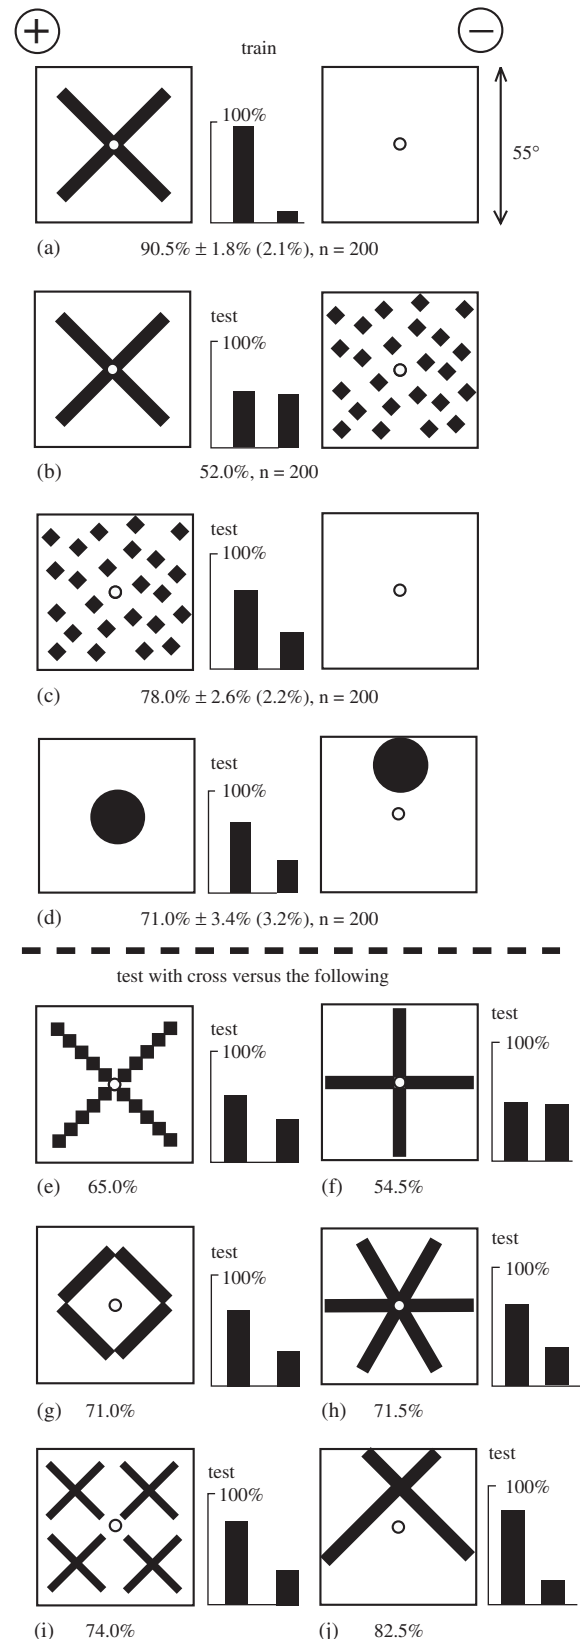 + −
train
100%
55°
(a) 90.5% ± 1.8% (2.1%), n = 200
test
100%
(b) 52.0%, n = 200
test
100%
(c) 78.0% ± 2.6% (2.2%), n = 200
test
100%
(d) 71.0% ± 3.4% (3.2%), n = 200
test with cross versus the following
test test
100% 100%
(e) 65.0% (f) 54.5%
test test
100% 100%
(g) 71.0% (h) 71.5%
test test
100% 100%
(i) 74.0% (j) 82.5%